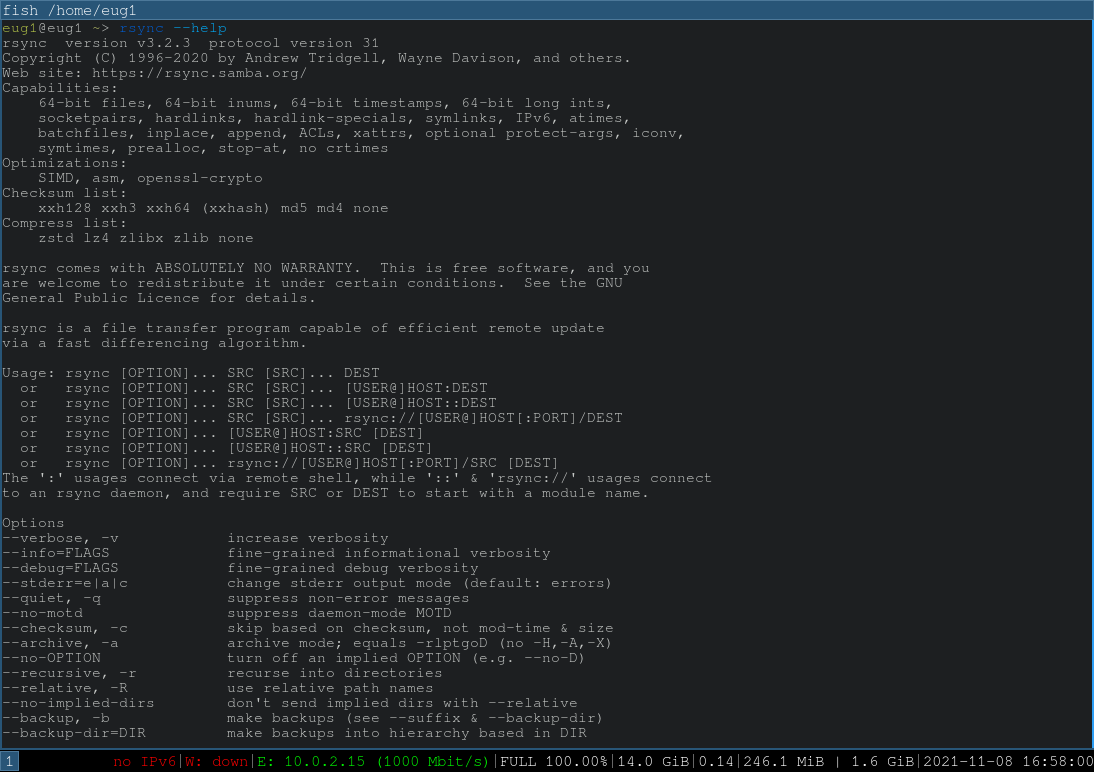 fish /home/eug1
eug1@eug1 ~> rsync --help
rsync  version v3.2.3  protocol version 31
Copyright (C) 1996-2020 by Andrew Tridgell, Wayne Davison, and others.
Web site: https://rsync.samba.org/
Capabilities:
    64-bit files, 64-bit inums, 64-bit timestamps, 64-bit long ints,
    socketpairs, hardlinks, hardlink-specials, symlinks, IPv6, atimes,
    batchfiles, inplace, append, ACLs, xattrs, optional protect-args, iconv,
    symtimes, prealloc, stop-at, no crtimes
Optimizations:
    SIMD, asm, openssl-crypto
Checksum list:
    xxh128 xxh3 xxh64 (xxhash) md5 md4 none
Compress list:
    zstd lz4 zlibx zlib none

rsync comes with ABSOLUTELY NO WARRANTY.  This is free software, and you
are welcome to redistribute it under certain conditions.  See the GNU
General Public Licence for details.

rsync is a file transfer program capable of efficient remote update
via a fast differencing algorithm.

Usage: rsync [OPTION]... SRC [SRC]... DEST
  or   rsync [OPTION]... SRC [SRC]... [USER@]HOST:DEST
  or   rsync [OPTION]... SRC [SRC]... [USER@]HOST::DEST
  or   rsync [OPTION]... SRC [SRC]... rsync://[USER@]HOST[:PORT]/DEST
  or   rsync [OPTION]... [USER@]HOST:SRC [DEST]
  or   rsync [OPTION]... [USER@]HOST::SRC [DEST]
  or   rsync [OPTION]... rsync://[USER@]HOST[:PORT]/SRC [DEST]
The ':' usages connect via remote shell, while '::' & 'rsync://' usages connect
to an rsync daemon, and require SRC or DEST to start with a module name.

Options
--verbose, -v            increase verbosity
--info=FLAGS             fine-grained informational verbosity
--debug=FLAGS            fine-grained debug verbosity
--stderr=e|a|c           change stderr output mode (default: errors)
--quiet, -q              suppress non-error messages
--no-motd                suppress daemon-mode MOTD
--checksum, -c           skip based on checksum, not mod-time & size
--archive, -a            archive mode; equals -rlptgoD (no -H,-A,-X)
--no-OPTION              turn off an implied OPTION (e.g. --no-D)
--recursive, -r          recurse into directories
--relative, -R           use relative path names
--no-implied-dirs        don't send implied dirs with --relative
--backup, -b             make backups (see --suffix & --backup-dir)
--backup-dir=DIR         make backups into hierarchy based in DIR
1 no IPv6|W: down|E: 10.0.2.15 (1000 Mbit/s)|FULL 100.00%|14.0 GiB|0.14|246.1 MiB | 1.6 GiB|2021-11-08 16:58:00